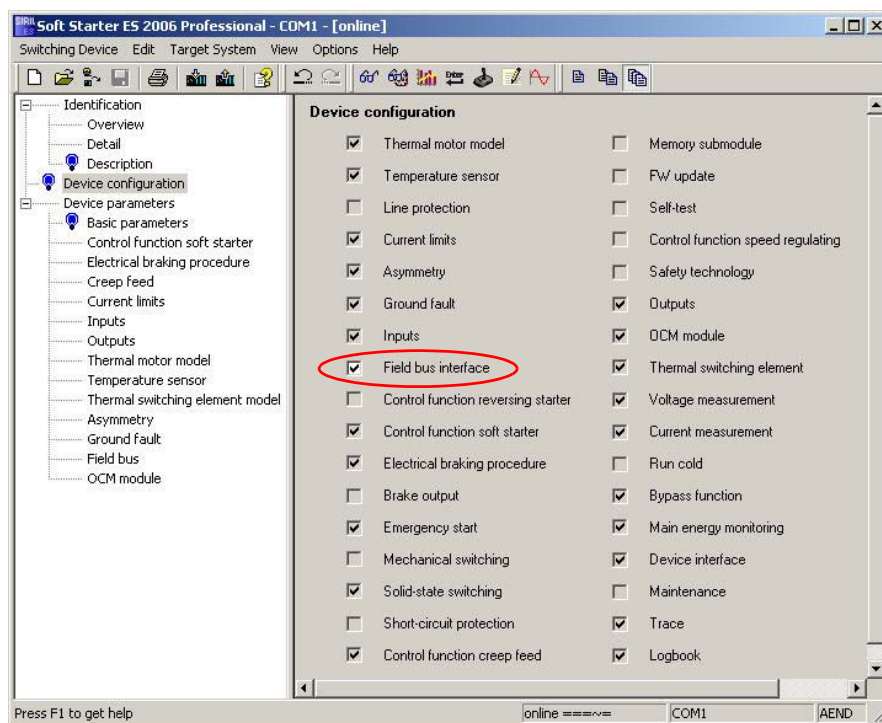 Soft Starter ES 2006 Professional - COM1 - [online]
Switching Device Edit Target System View Options Help
Identification
Overview
Detail
Description
Device configuration
Device parameters
Basic parameters
Control function soft starter
Electrical braking procedure
Creep feed
Current limits
Inputs
Outputs
Thermal motor model
Temperature sensor
Thermal switching element model
Asymmetry
Ground fault
Field bus
OCM module
Device configuration
Thermal motor model
Temperature sensor
Line protection
Current limits
Asymmetry
Ground fault
Inputs
Field bus interface
Control function reversing starter
Control function soft starter
Electrical braking procedure
Brake output
Emergency start
Mechanical switching
Solid-state switching
Short-circuit protection
Control function creep feed
Memory submodule
FW update
Self-test
Control function speed regulating
Safety technology
Outputs
OCM module
Thermal switching element
Voltage measurement
Current measurement
Run cold
Bypass function
Main energy monitoring
Device interface
Maintenance
Trace
Logbook
Press F1 to get help online ===~= COM1 AEND